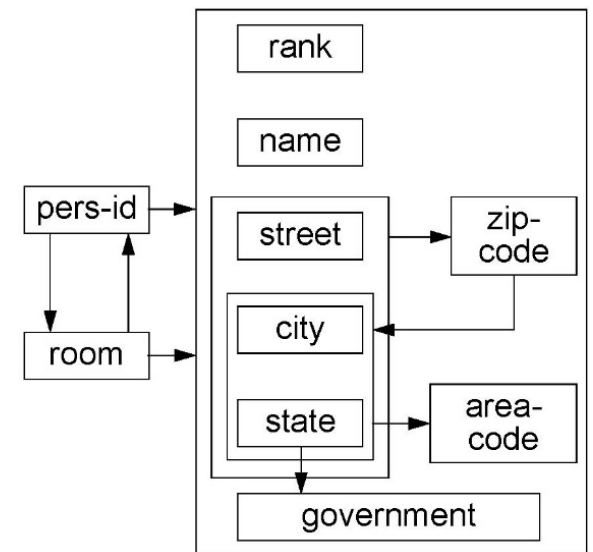 rank
name
pers-id
street
zip-
code
city
room
state
area-
code
government